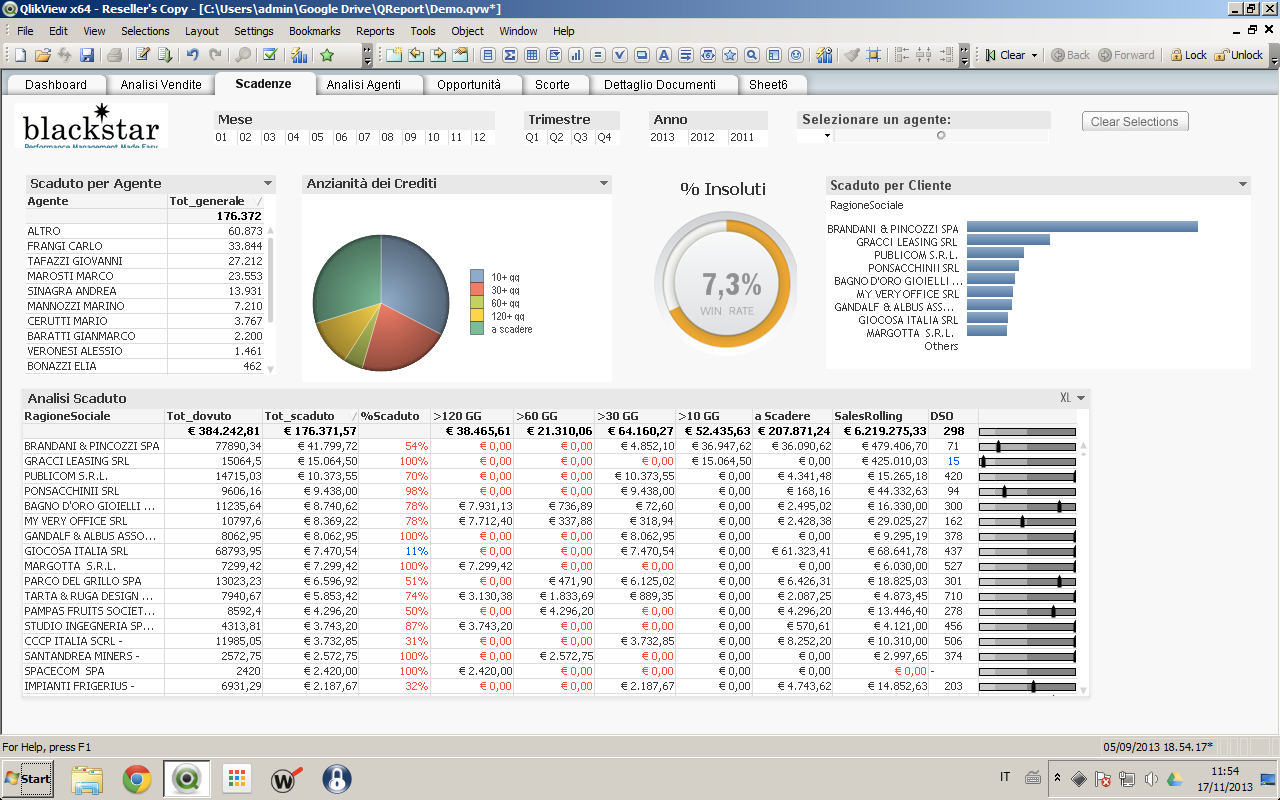 QlikView x64 - Reseller's Copy - [C:\Users\admin\Google Drive\QReport\Demo.qvw*]
File Edit View Selections Layout Settings Bookmarks Reports Tools Object Window Help
Clear Back Forward Lock Unlock
Dashboard Analisi Vendite Scadenze Analisi Agenti Opportunità Scorte Dettaglio Documenti Sheet6
blackstar
Performance Management Made Easy
Mese
01 02 03 04 05 06 07 08 09 10 11 12
Trimestre
Q1 Q2 Q3 Q4
Anno
2013 2012 2011
Selezionare un agente:
Clear Selections
Scaduto per Agente
Agente Tot_generale
176.372
ALTRO 60.873
FRANGI CARLO 33.844
TAFAZZI GIOVANNI 27.212
MAROSTI MARCO 23.553
SINAGRA ANDREA 13.931
MANNOZZI MARINO 7.210
CERUTTI MARIO 3.767
BARATTI GIANMARCO 2.200
VERONESI ALESSIO 1.461
BONAZZI ELIA 462
Anzianità dei Crediti
10+ gg
30+ gg
60+ gg
120+ gg
a scadere
% Insoluti
7,3%
WIN RATE
Scaduto per Cliente
RagioneSociale
BRANDANI & PINCOZZI SPA
GRACCI LEASING SRL
PUBLICOM S.R.L.
PONSACCHINII SRL
BAGNO D'ORO GIOIELLI ...
MY VERY OFFICE SRL
GANDALF & ALBUS ASS...
GIOCOSA ITALIA SRL
MARGOTTA S.R.L.
Others
Analisi Scaduto XL
RagioneSociale Tot_dovuto Tot_scaduto %Scaduto >120 GG >60 GG >30 GG >10 GG a Scadere SalesRolling DSO
€ 384.242,81 € 176.371,57 € 38.465,61 € 21.310,06 € 64.160,27 € 52.435,63 € 207.871,24 € 6.219.275,33 298
BRANDANI & PINCOZZI SPA 77890,34 € 41.799,72 54% € 0,00 € 0,00 € 4.852,10 € 36.947,62 € 36.090,62 € 479.406,70 71
GRACCI LEASING SRL 15064,5 € 15.064,50 100% € 0,00 € 0,00 € 0,00 € 15.064,50 € 0,00 € 425.010,03 15
PUBLICOM S.R.L. 14715,03 € 10.373,55 70% € 0,00 € 0,00 € 10.373,55 € 0,00 € 4.341,48 € 15.265,18 420
PONSACCHINII SRL 9606,16 € 9.438,00 98% € 0,00 € 0,00 € 9.438,00 € 0,00 € 168,16 € 44.332,63 94
BAGNO D'ORO GIOIELLI ... 11235,64 € 8.740,62 78% € 7.931,13 € 736,89 € 72,60 € 0,00 € 2.495,02 € 16.330,00 300
MY VERY OFFICE SRL 10797,6 € 8.369,22 78% € 7.712,40 € 337,88 € 318,94 € 0,00 € 2.428,38 € 29.025,27 162
GANDALF & ALBUS ASSO... 8062,95 € 8.062,95 100% € 0,00 € 0,00 € 8.062,95 € 0,00 € 0,00 € 9.295,19 378
GIOCOSA ITALIA SRL 68793,95 € 7.470,54 11% € 0,00 € 0,00 € 7.470,54 € 0,00 € 61.323,41 € 68.641,78 437
MARGOTTA S.R.L. 7299,42 € 7.299,42 100% € 7.299,42 € 0,00 € 0,00 € 0,00 € 0,00 € 6.030,00 527
PARCO DEL GRILLO SPA 13023,23 € 6.596,92 51% € 0,00 € 471,90 € 6.125,02 € 0,00 € 6.426,31 € 18.825,03 301
TARTA & RUGA DESIGN ... 7940,67 € 5.853,42 74% € 3.130,38 € 1.833,69 € 889,35 € 0,00 € 2.087,25 € 4.873,45 710
PAMPAS FRUITS SOCIET... 8592,4 € 4.296,20 50% € 0,00 € 4.296,20 € 0,00 € 0,00 € 4.296,20 € 13.446,40 278
STUDIO INGEGNERIA SP... 4313,81 € 3.743,20 87% € 3.743,20 € 0,00 € 0,00 € 0,00 € 570,61 € 4.121,00 456
CCCP ITALIA SCRL - 11985,05 € 3.732,85 31% € 0,00 € 0,00 € 3.732,85 € 0,00 € 8.252,20 € 10.310,00 506
SANTANDREA MINERS - 2572,75 € 2.572,75 100% € 0,00 € 2.572,75 € 0,00 € 0,00 € 0,00 € 2.997,65 374
SPACECOM SPA 2420 € 2.420,00 100% € 2.420,00 € 0,00 € 0,00 € 0,00 € 0,00 € 0,00 -
IMPIANTI FRIGERIUS - 6931,29 € 2.187,67 32% € 0,00 € 0,00 € 2.187,67 € 0,00 € 4.743,62 € 14.852,63 203
For Help, press F1 05/09/2013 18.54.17*
Start IT 11:54
17/11/2013